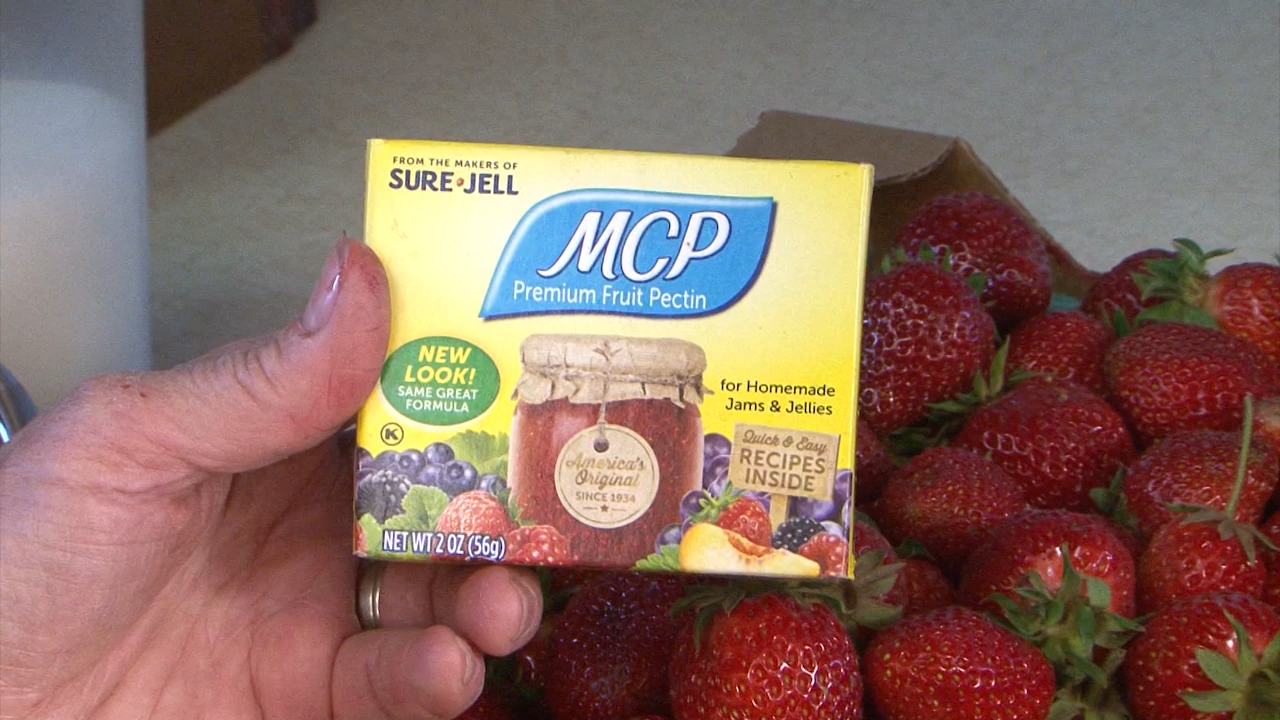 FROM THE MAKERS OF
SURE•JELL
MCP
Premium Fruit Pectin
NEW
LOOK!
SAME GREAT
FORMULA
K
for Homemade
Jams & Jellies
Quick & Easy
RECIPES
INSIDE
America's
Original
SINCE 1934
NET WT 2 OZ (56g)